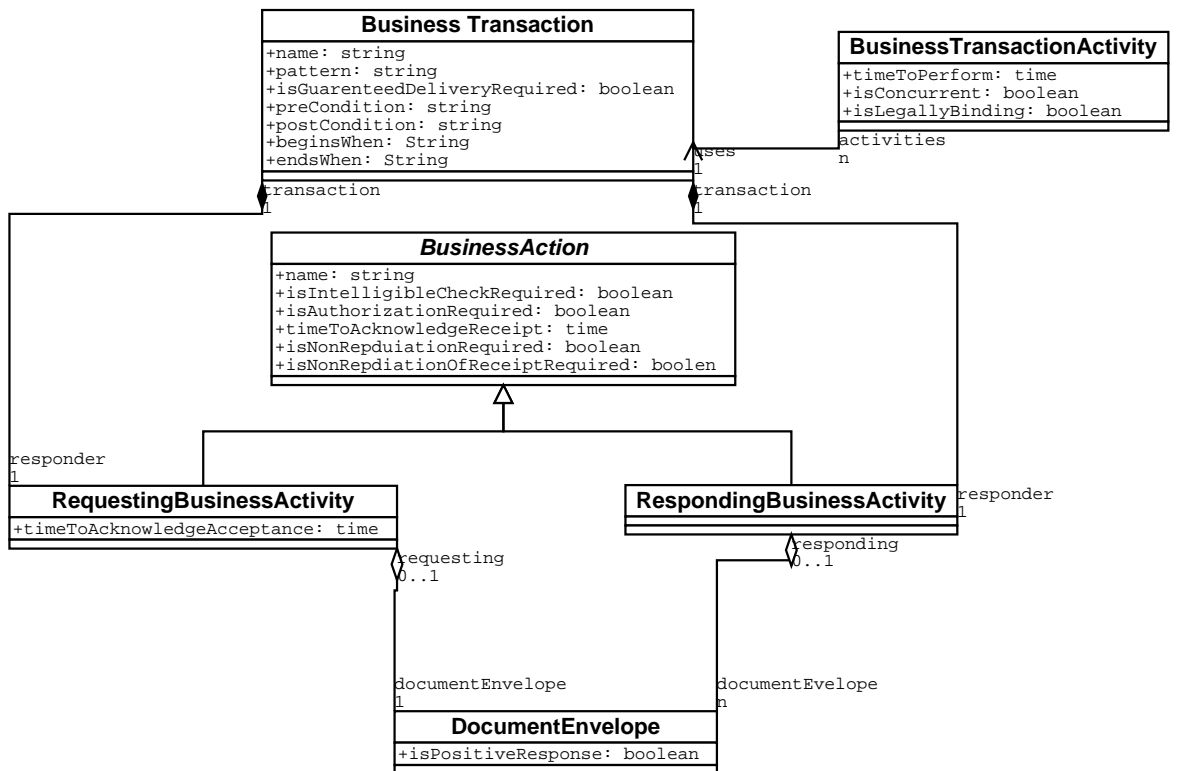 Business Transaction
+name: string
+pattern: string
+isGuarenteedDeliveryRequired: boolean
+preCondition: string
+postCondition: string
+beginsWhen: String
+endsWhen: String
BusinessTransactionActivity
+timeToPerform: time
+isConcurrent: boolean
+isLegallyBinding: boolean
uses
1
activities
n
transaction
1
transaction
1
BusinessAction
+name: string
+isIntelligibleCheckRequired: boolean
+isAuthorizationRequired: boolean
+timeToAcknowledgeReceipt: time
+isNonRepduiationRequired: boolean
+isNonRepdiationOfReceiptRequired: boolen
responder
1
RequestingBusinessActivity
+timeToAcknowledgeAcceptance: time
RespondingBusinessActivity
responder
1
requesting
0..1
responding
0..1
documentEnvelope
1
documentEvelope
n
DocumentEnvelope
+isPositiveResponse: boolean